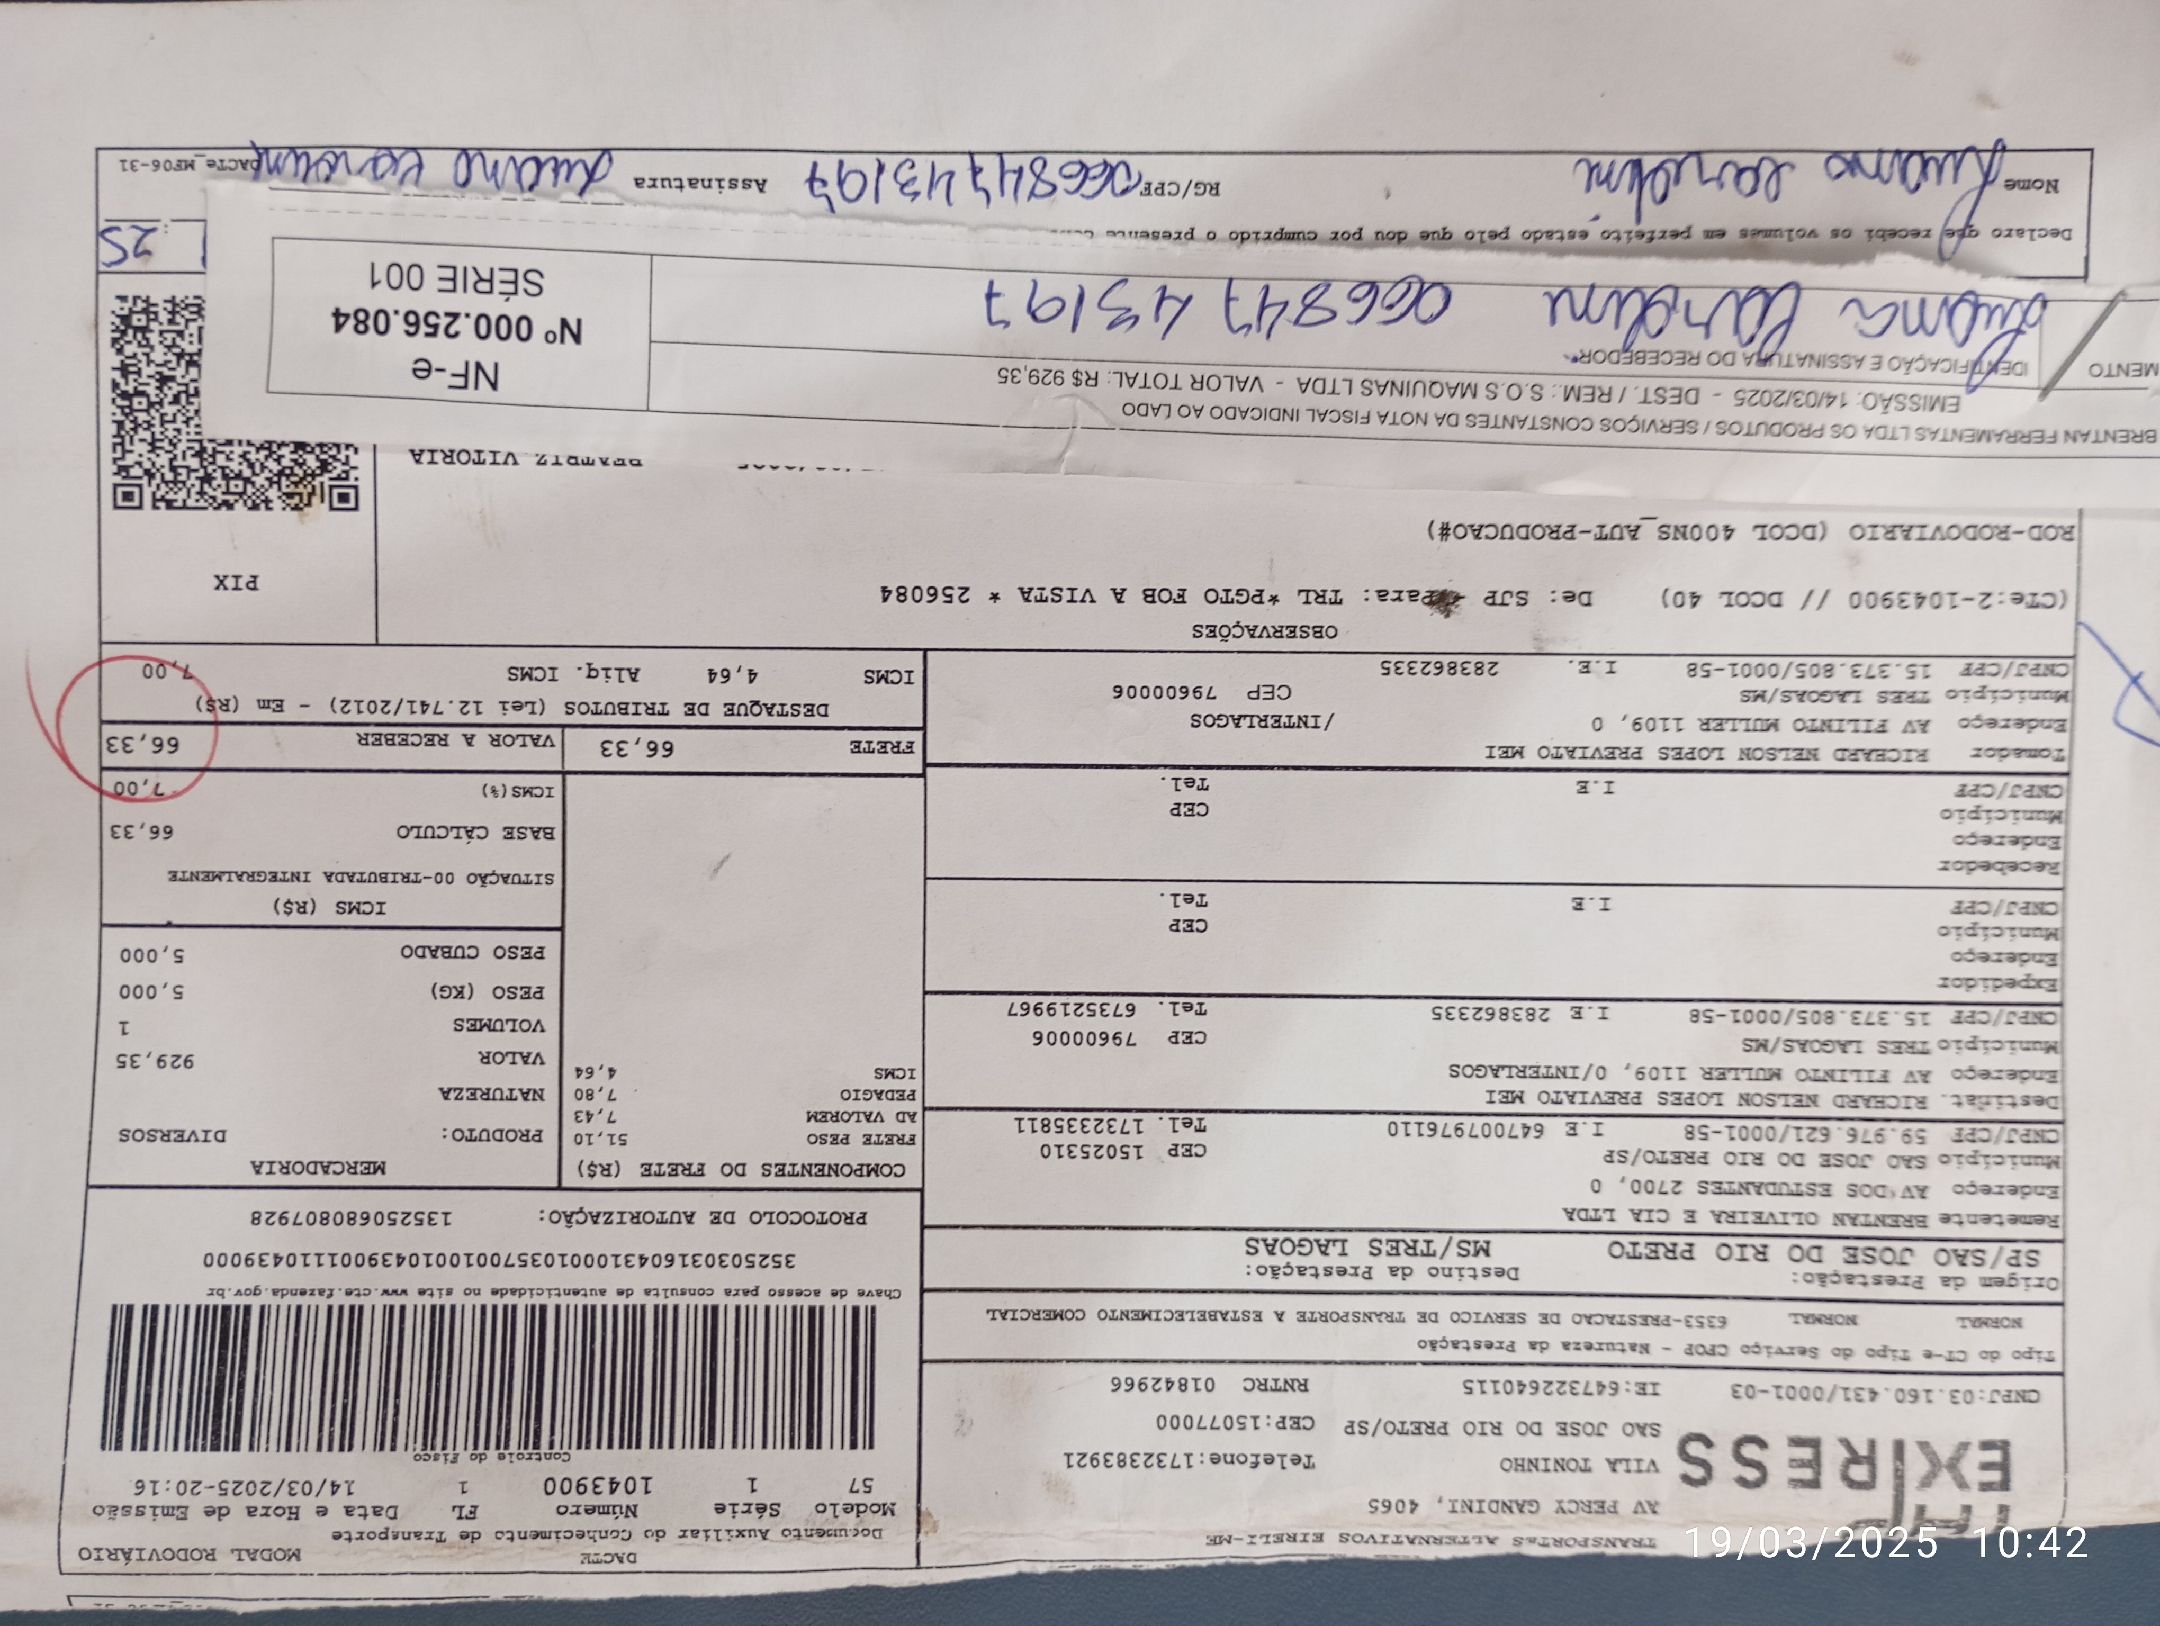 TRANSPORTES ALTERNATIVOS EIRELI-ME
EXPRESS
AV PERCY GANDINI, 4065
VILA TONINHO
Telefone:1732383921
SAO JOSE DO RIO PRETO/SP
CEP:15077000
CNPJ:03.160.431/0001-03
IE:647322640115
RNTRC 01842966
DACTE
MODAL RODOVIÁRIO
Documento Auxiliar do Conhecimento de Transporte
Modelo Série Número FL Data e Hora de Emissão
57 1 1043900 1 14/03/2025-20:16
Controle do Fisco
Chave de acesso para consulta de autenticidade no site www.cte.fazenda.gov.br
35250303160431000103570010010439001110439000
PROTOCOLO DE AUTORIZAÇÃO: 135250680807928
Tipo do CT-e Tipo do Serviço CFOP - Natureza da Prestação
NORMAL NORMAL 6353-PRESTACAO DE SERVICO DE TRANSPORTE A ESTABELECIMENTO COMERCIAL
Origem da Prestação: Destino da Prestação:
SP/SAO JOSE DO RIO PRETO MS/TRES LAGOAS
Remetente BRENTAN OLIVEIRA E CIA LTDA
Endereço AV DOS ESTUDANTES 2700, 0
Município SAO JOSE DO RIO PRETO/SP CEP 15025310
CNPJ/CPF 59.976.621/0001-58 I.E 647007976110 Tel. 1732335811
Destinat. RICHARD NELSON LOPES PREVIATO MEI
Endereço AV FILINTO MULLER 1109, 0/INTERLAGOS
Município TRES LAGOAS/MS CEP 79600006
CNPJ/CPF 15.373.805/0001-58 I.E 283862335 Tel. 6735219967
Expedidor
Endereço
Município CEP
CNPJ/CPF I.E Tel.
Recebedor
Endereço
Município CEP
CNPJ/CPF I.E Tel.
Tomador RICHARD NELSON LOPES PREVIATO MEI
Endereço AV FILINTO MULLER 1109, 0 /INTERLAGOS
Município TRES LAGOAS/MS CEP 79600006
CNPJ/CPF 15.373.805/0001-58 I.E. 283862335
COMPONENTES DO FRETE (R$)
FRETE PESO 51,10
AD VALOREM 7,43
PEDAGIO 7,80
ICMS 4,64
MERCADORIA
PRODUTO: DIVERSOS
NATUREZA
VALOR 929,35
VOLUMES 1
PESO (KG) 5,000
PESO CUBADO 5,000
ICMS (R$)
SITUAÇÃO 00-TRIBUTADA INTEGRALMENTE
BASE CÁLCULO 66,33
ICMS(%) 7,00
FRETE 66,33
VALOR A RECEBER 66,33
DESTAQUE DE TRIBUTOS (Lei 12.741/2012) - Em (R$)
ICMS 4,64 Aliq. ICMS 7,00
OBSERVAÇÕES
(CTe:2-1043900 // DCOL 40) De: SJP - Para: TRL *PGTO FOB A VISTA * 256084
ROD-RODOVIARIO (DCOL 400NS_AUT-PRODUCAO#)
PIX
BEATRIZ VITORIA
BRENTAN FERRAMENTAS LTDA OS PRODUTOS / SERVIÇOS CONSTANTES DA NOTA FISCAL INDICADO AO LADO
EMISSÃO: 14/03/2025 - DEST. / REM.: S.O.S MAQUINAS LTDA - VALOR TOTAL: R$ 929,35
MENTO
IDENTIFICAÇÃO E ASSINATURA DO RECEBEDOR
06684743197
NF-e
Nº 000.256.084
SÉRIE 001
Declaro que recebi os volumes em perfeito estado pelo que dou por cumprido o presente
25
Nome
RG/CPF 06684743197
Assinatura
DACTe_MF06-31
19/03/2025 10:42